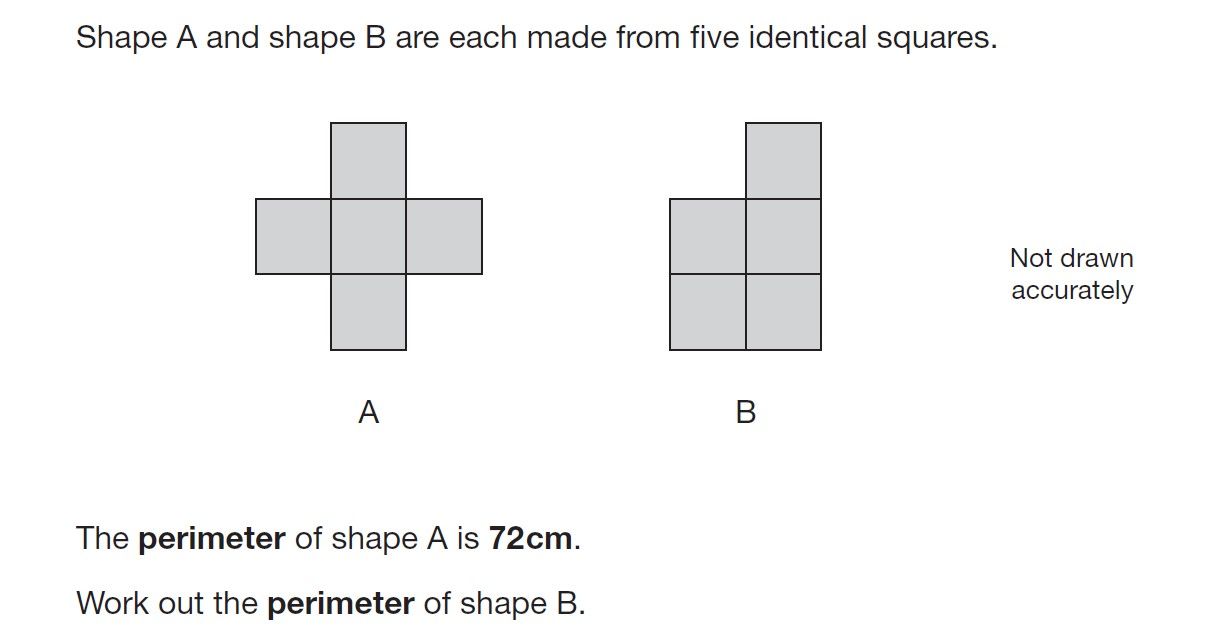 Shape A and shape B are each made from five identical squares.
Not drawn
accurately
A
B
The perimeter of shape A is 72cm.
Work out the perimeter of shape B.